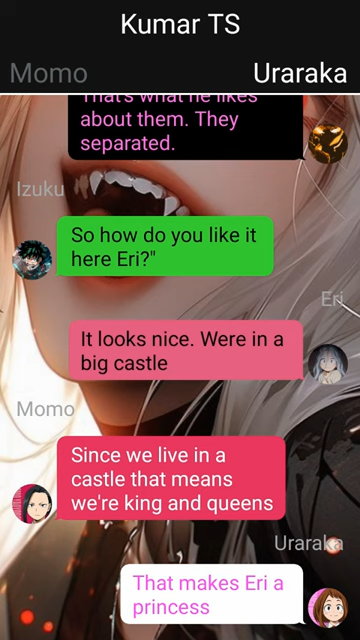 Kumar TS
Momo Uraraka
That's what he likes
about them. They
separated.
Izuku
So how do you like it
here Eri?"
Eri
It looks nice. Were in a
big castle
Momo
Since we live in a
castle that means
we're king and queens
Uraraka
That makes Eri a
princess